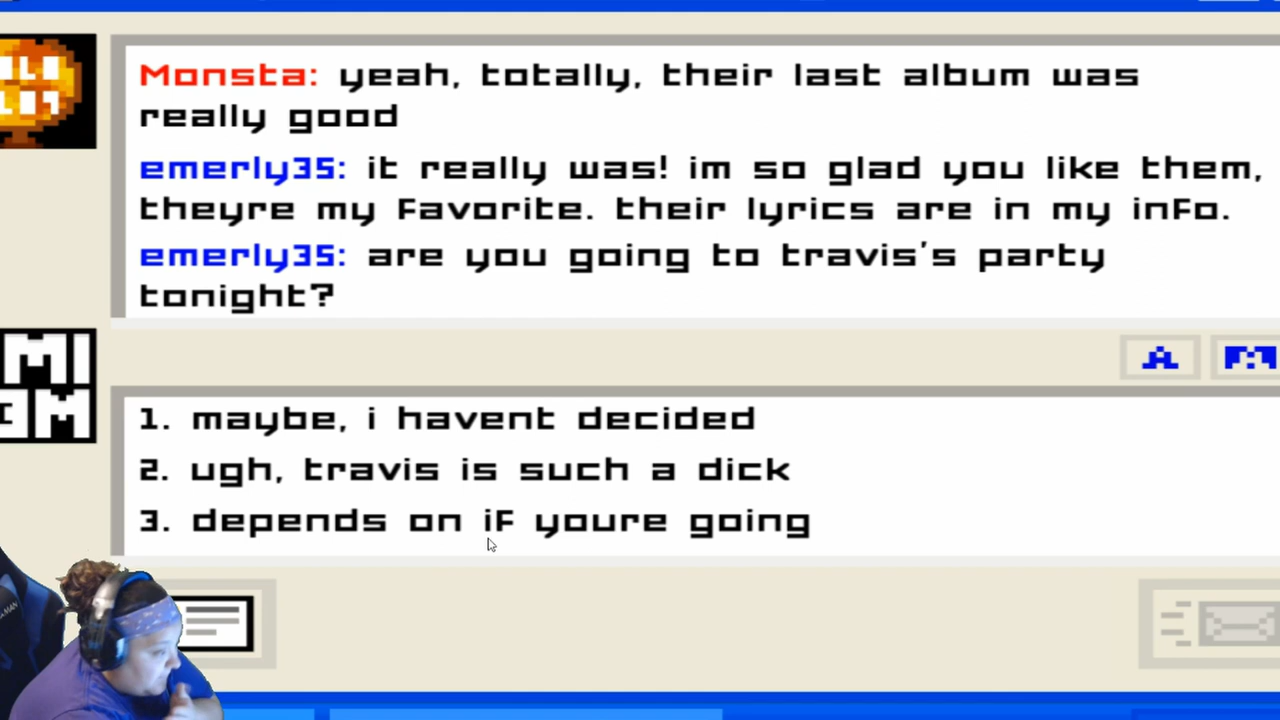 Monsta: yeah, totally, their last album was
really good
emerly35: it really was! im so glad you like them,
theyre my favorite. their lyrics are in my info.
emerly35: are you going to travis's party
tonight?
A
1. maybe, i havent decided
2. ugh, travis is such a dick
3. depends on if youre going